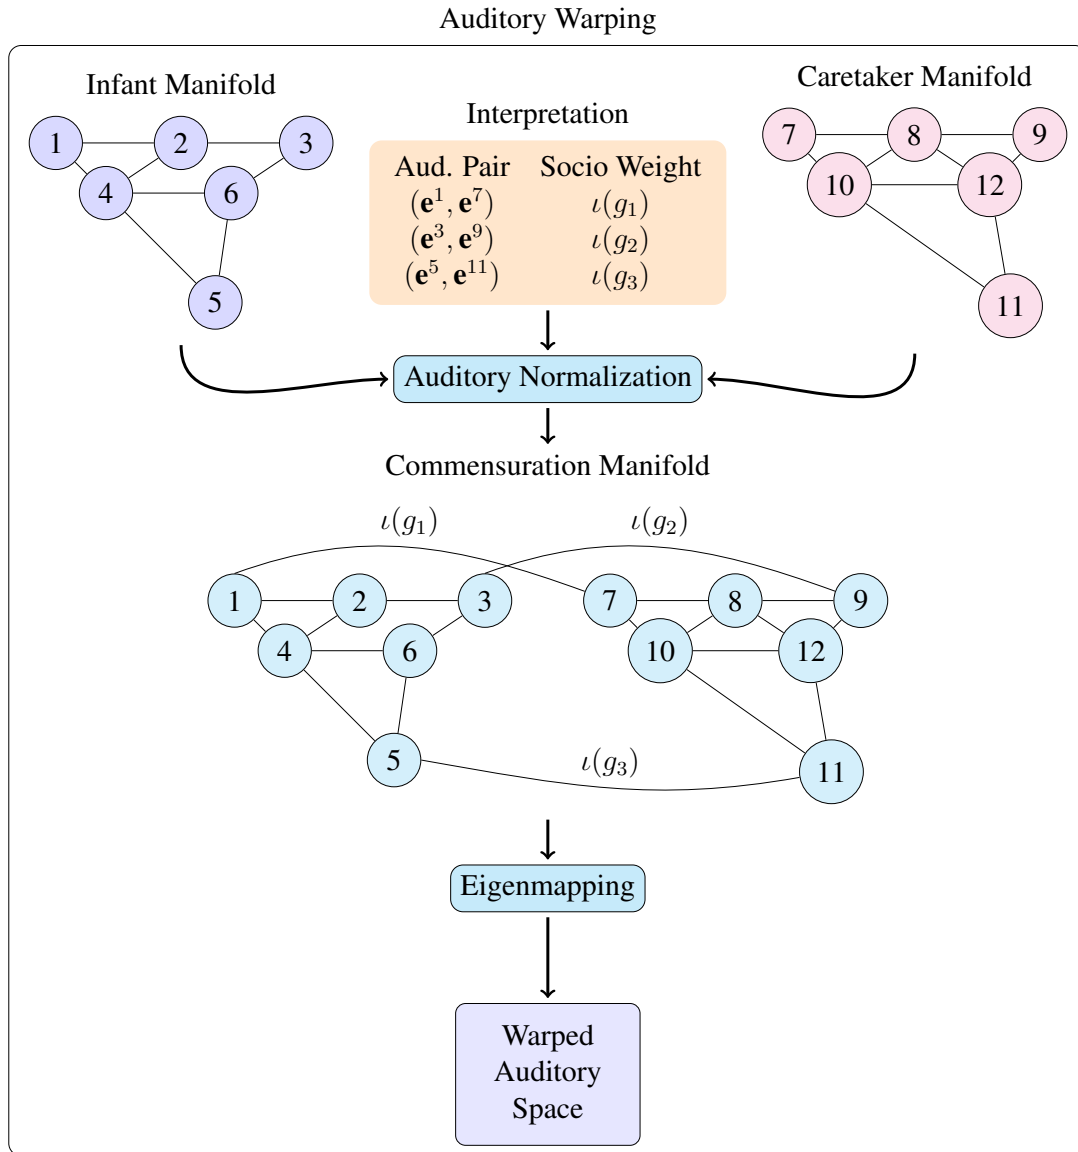 Auditory Warping
Infant Manifold
1 2 3
4 6
5
Interpretation
Aud. Pair Socio Weight
(e¹, e⁷) ι(g₁)
(e³, e⁹) ι(g₂)
(e⁵, e¹¹) ι(g₃)
Caretaker Manifold
7 8 9
10 12
11
Auditory Normalization
Commensuration Manifold
ι(g₁) ι(g₂)
1 2 3 7 8 9
4 6 10 12
5 ι(g₃) 11
Eigenmapping
Warped
Auditory
Space